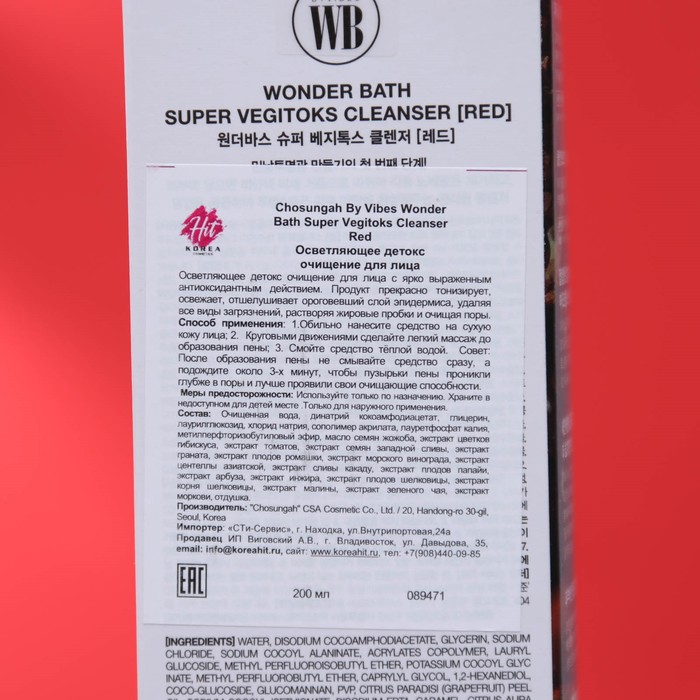 WB
WONDER BATH
SUPER VEGITOKS CLEANSER [RED]
원더바스 슈퍼 베지톡스 클렌저 [레드]
Hit
KOREA
Chosungah By Vibes Wonder
Bath Super Vegitoks Cleanser
Red
Осветляющее детокс
очищение для лица
Осветляющее детокс очищение для лица с ярко выраженным
антиоксидантным действием. Продукт прекрасно тонизирует,
освежает, отшелушивает ороговевший слой эпидермиса, удаляя
все виды загрязнений, растворяя жировые пробки и очищая поры.
Способ применения: 1.Обильно нанесите средство на сухую
кожу лица; 2. Круговыми движениями сделайте легкий массаж до
образования пены; 3. Смойте средство тёплой водой. Совет:
После образования пены не смывайте средство сразу, а
подождите около 3-х минут, чтобы пузырьки пены проникли
глубже в поры и лучше проявили свои очищающие способности.
Меры предосторожности: Используйте только по назначению. Храните в
недоступном для детей месте .Только для наружного применения.
Состав: Очищенная вода, динатрий кокоамфодиацетат, глицерин,
лаурилглюкозид, хлорид натрия, сополимер акрилата, лауретфосфат калия,
метилперфторизобутиловый эфир, масло семян жожоба, экстракт цветков
гибискуса, экстракт томатов, экстракт семян западной сливы, экстракт
граната, экстракт плодов ромашки, экстракт морского винограда, экстракт
центеллы азиатской, экстракт сливы какаду, экстракт плодов папайи,
экстракт арбуза, экстракт инжира, экстракт плодов шелковицы, экстракт
корня шелковицы, экстракт малины, экстракт зеленого чая, экстракт
моркови, отдушка.
Производитель: "Chosungah" CSA Cosmetic Co., Ltd. / 20, Handong-ro 30-gil,
Seoul, Korea
Импортер: «СТи-Сервис», г. Находка, ул.Внутрипортовая,24а
Продавец ИП Виговский А.В., г. Владивосток, ул. Давыдова, 35,
email: info@koreahit.ru, сайт: www.koreahit.ru, тел: +7(908)440-09-85
EAC
200 мл
089471
[INGREDIENTS] WATER, DISODIUM COCOAMPHODIACETATE, GLYCERIN, SODIUM
CHLORIDE, SODIUM COCOYL ALANINATE, ACRYLATES COPOLYMER, LAURYL
GLUCOSIDE, METHYL PERFLUOROISOBUTYL ETHER, POTASSIUM COCOYL GLYC
INATE, METHYL PERFLUOROBUTYL ETHER, CAPRYLYL GLYCOL, 1,2-HEXANEDIOL,
COCO-GLUCOSIDE, GLUCOMANNAN, PVP, CITRUS PARADISI (GRAPEFRUIT) PEEL